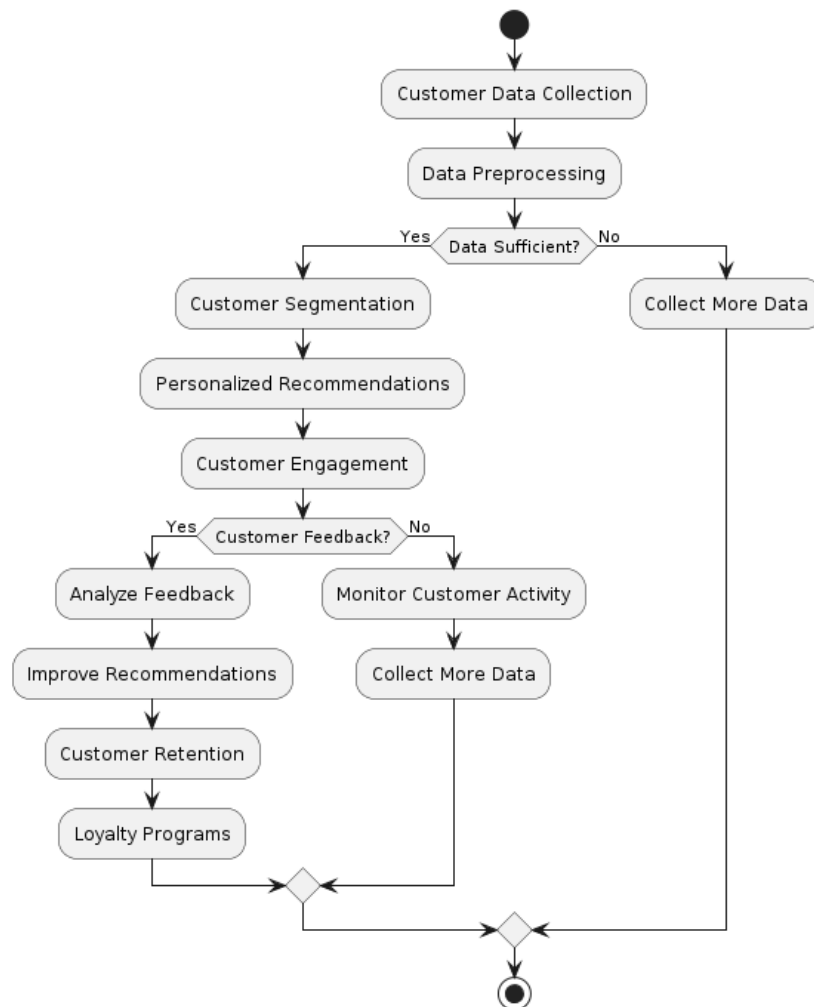 Customer Data Collection
Data Preprocessing
Yes
Data Sufficient?
No
Customer Segmentation
Collect More Data
Personalized Recommendations
Customer Engagement
Yes
Customer Feedback?
No
Analyze Feedback
Monitor Customer Activity
Improve Recommendations
Collect More Data
Customer Retention
Loyalty Programs